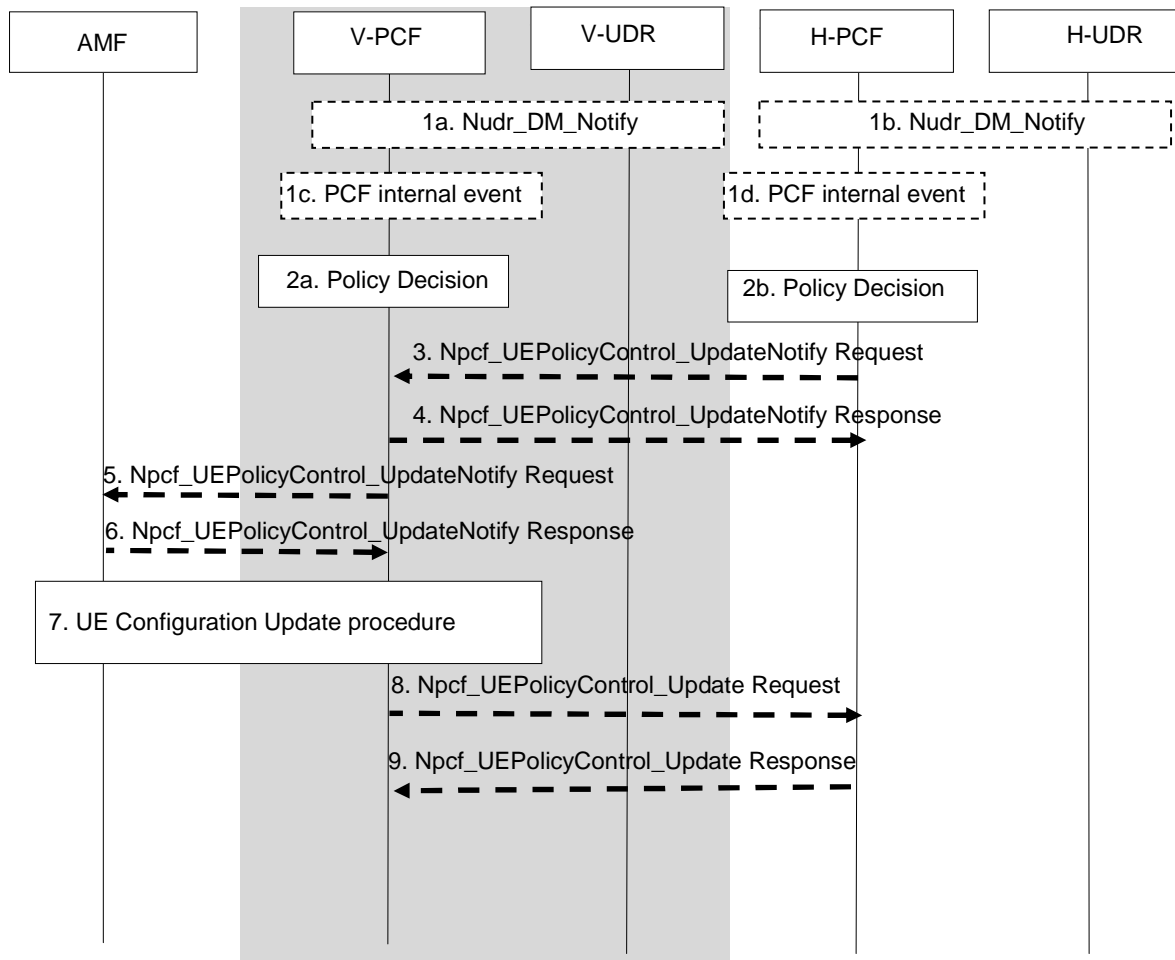 AMF
V-PCF
V-UDR
H-PCF
H-UDR
1a. Nudr_DM_Notify
1b. Nudr_DM_Notify
1c. PCF internal event
1d. PCF internal event
2a. Policy Decision
2b. Policy Decision
3. Npcf_UEPolicyControl_UpdateNotify Request
4. Npcf_UEPolicyControl_UpdateNotify Response
5. Npcf_UEPolicyControl_UpdateNotify Request
6. Npcf_UEPolicyControl_UpdateNotify Response
7. UE Configuration Update procedure
8. Npcf_UEPolicyControl_Update Request
9. Npcf_UEPolicyControl_Update Response